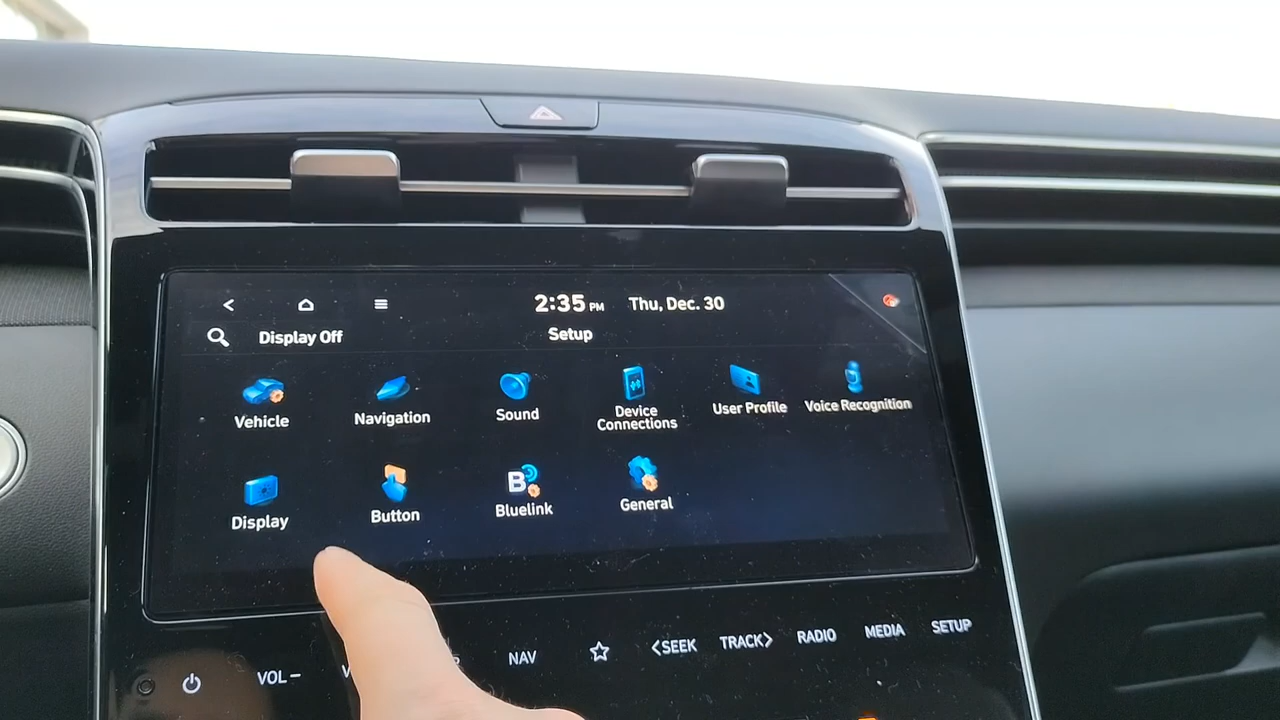 2:35 PM Thu, Dec. 30
Display Off
Setup
Vehicle
Navigation
Sound
Device
Connections
User Profile
Voice Recognition
Display
Button
Bluelink
General
VOL−
NAV
<SEEK
TRACK>
RADIO
MEDIA
SETUP